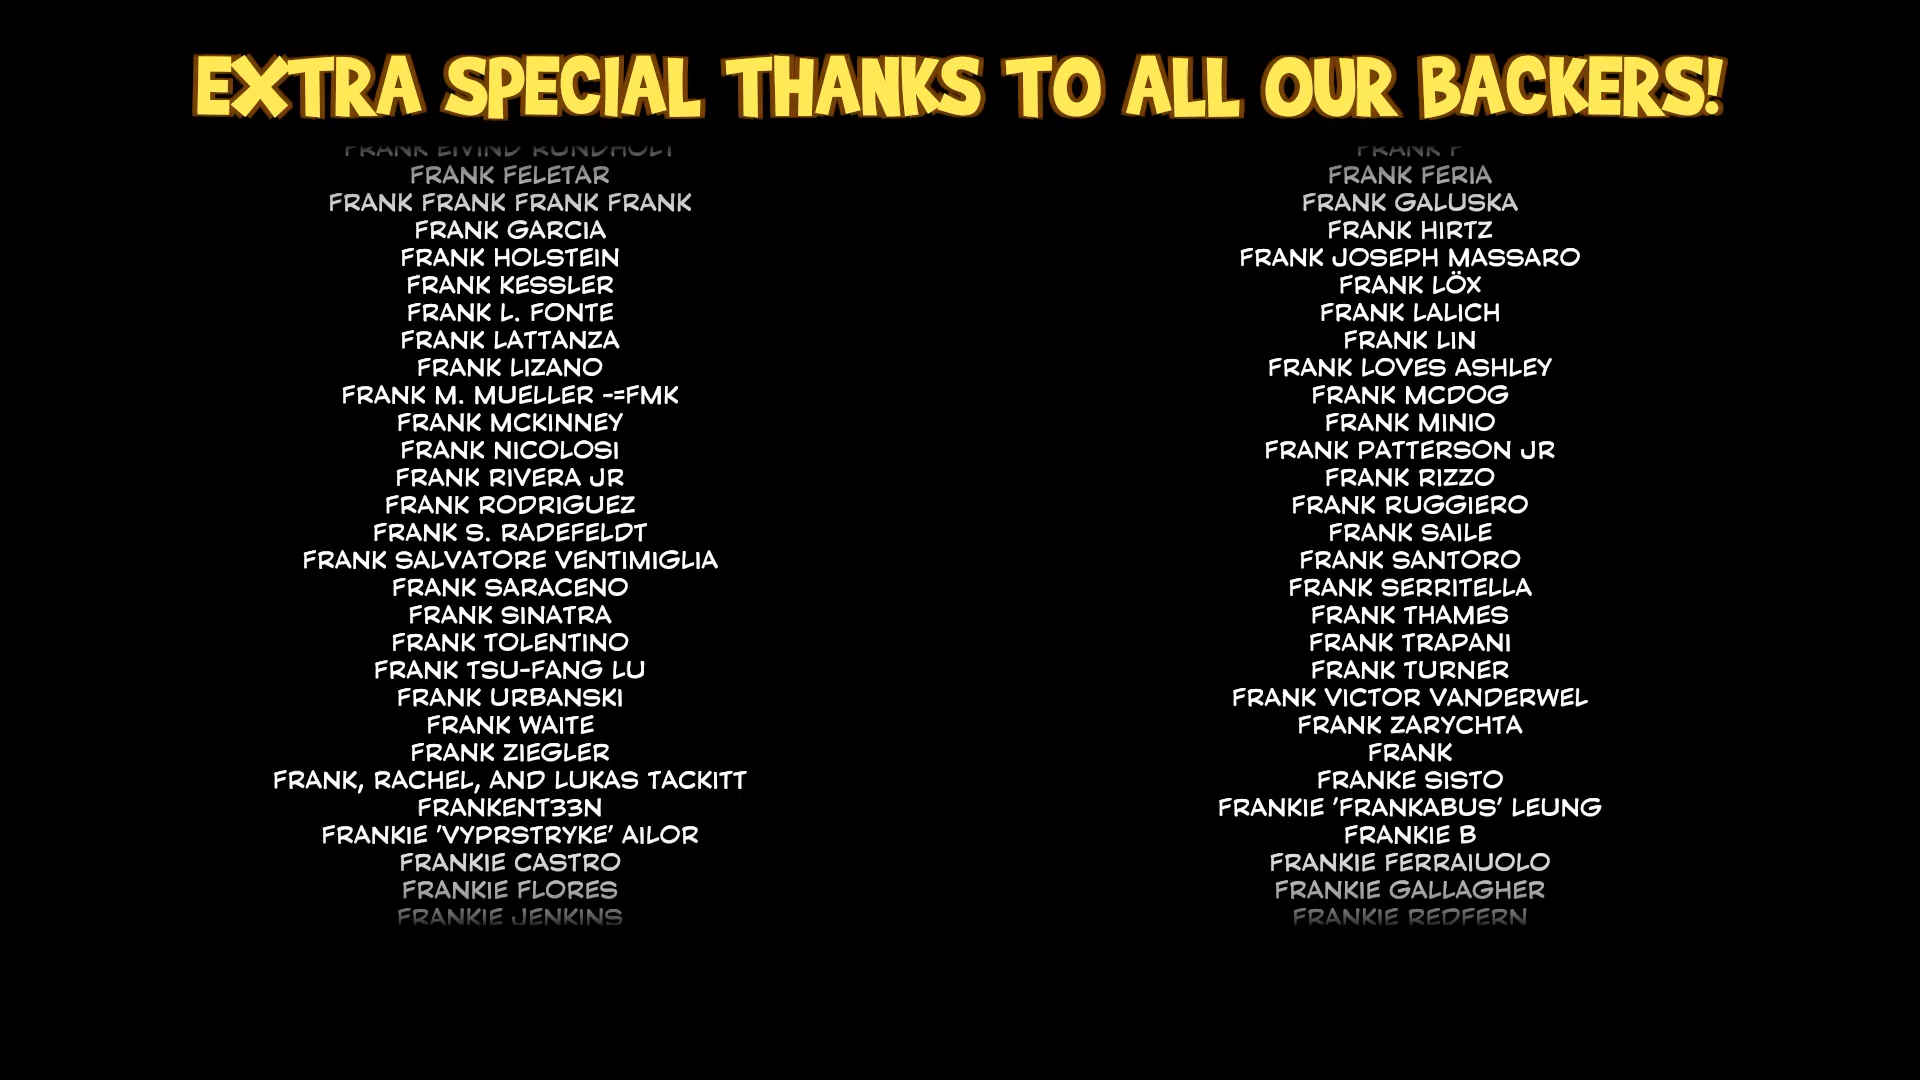 EXTRA SPECIAL THANKS TO ALL OUR BACKERS!
FRANK EIVIND RUNDHOLT
FRANK FELETAR
FRANK FRANK FRANK FRANK
FRANK GARCIA
FRANK HOLSTEIN
FRANK KESSLER
FRANK L. FONTE
FRANK LATTANZA
FRANK LIZANO
FRANK M. MUELLER -=FMK
FRANK MCKINNEY
FRANK NICOLOSI
FRANK RIVERA JR
FRANK RODRIGUEZ
FRANK S. RADEFELDT
FRANK SALVATORE VENTIMIGLIA
FRANK SARACENO
FRANK SINATRA
FRANK TOLENTINO
FRANK TSU-FANG LU
FRANK URBANSKI
FRANK WAITE
FRANK ZIEGLER
FRANK, RACHEL, AND LUKAS TACKITT
FRANKENT33N
FRANKIE 'VYPRSTRYKE' AILOR
FRANKIE CASTRO
FRANKIE FLORES
FRANKIE JENKINS
FRANK
FRANK FERIA
FRANK GALUSKA
FRANK HIRTZ
FRANK JOSEPH MASSARO
FRANK LÖX
FRANK LALICH
FRANK LIN
FRANK LOVES ASHLEY
FRANK MCDOG
FRANK MINIO
FRANK PATTERSON JR
FRANK RIZZO
FRANK RUGGIERO
FRANK SAILE
FRANK SANTORO
FRANK SERRITELLA
FRANK THAMES
FRANK TRAPANI
FRANK TURNER
FRANK VICTOR VANDERWEL
FRANK ZARYCHTA
FRANK
FRANKE SISTO
FRANKIE 'FRANKABUS' LEUNG
FRANKIE B
FRANKIE FERRAIUOLO
FRANKIE GALLAGHER
FRANKIE REDFERN